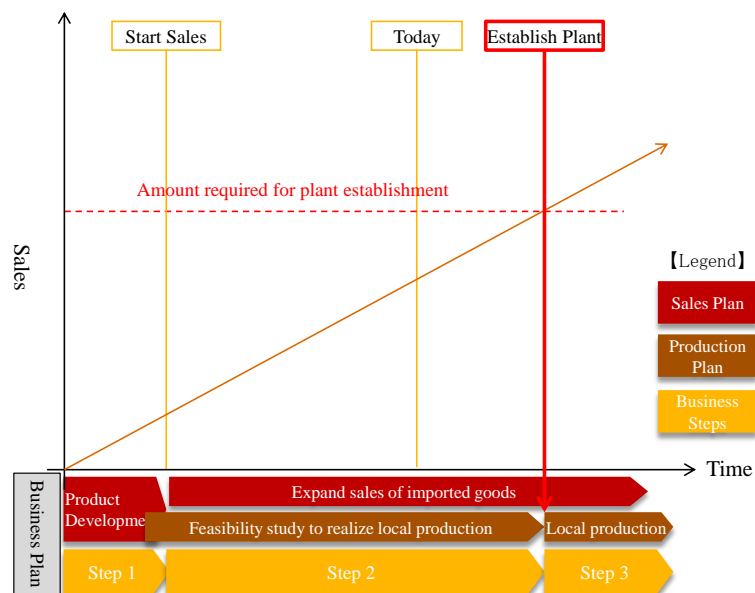 Start Sales
Today
Establish Plant
Amount required for plant establishment
Sales
【Legend】
Sales Plan
Production
Plan
Business
Steps
Time
Business Plan
Product
Developme
Expand sales of imported goods
Feasibility study to realize local production
Local production
Step 1
Step 2
Step 3